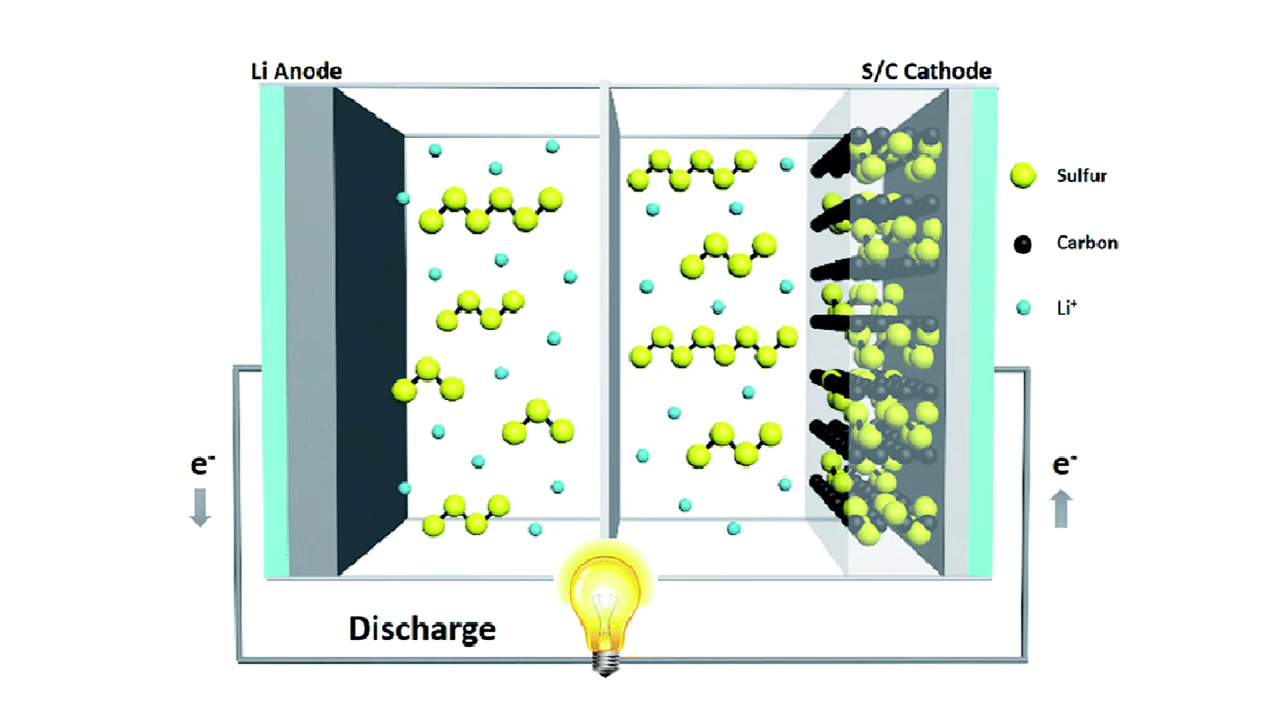 Li Anode
S/C Cathode
Sulfur
Carbon
Li⁺
e⁻
e⁻
Discharge